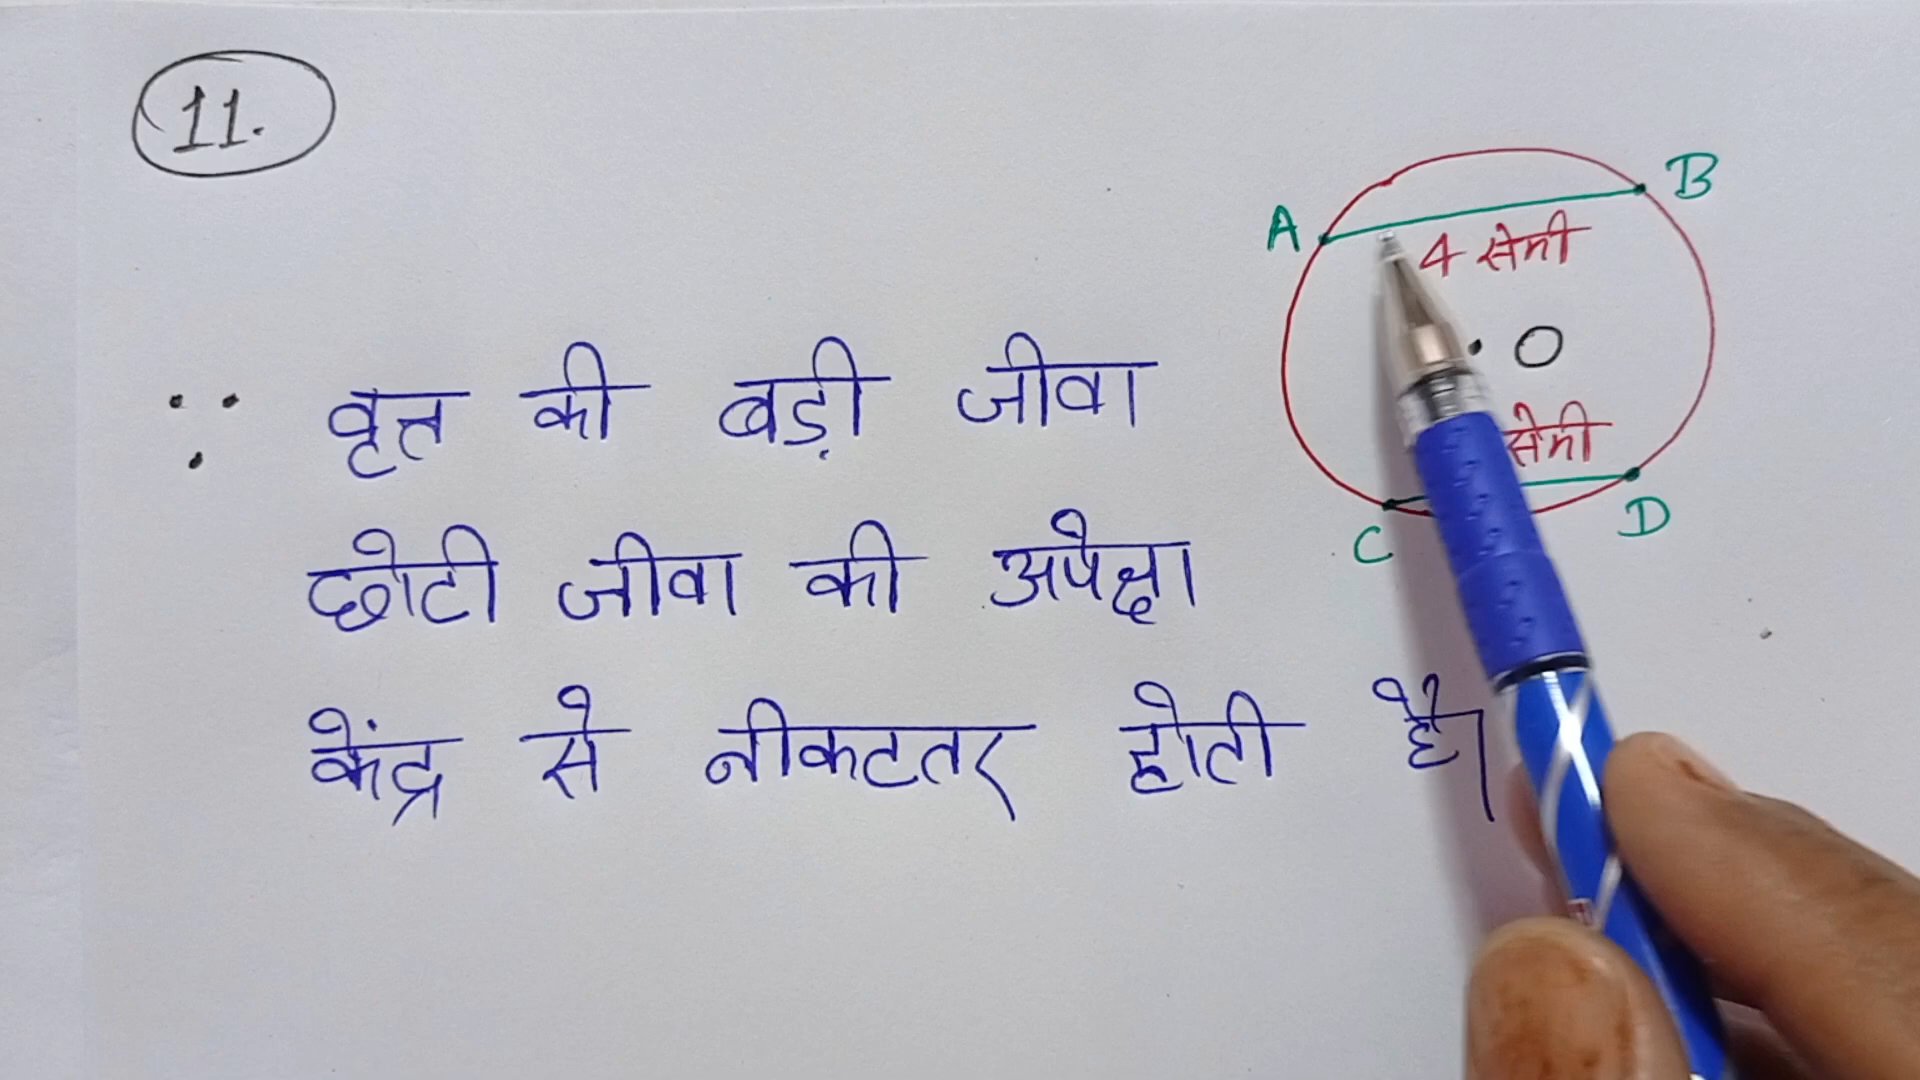 11.
B
A
4 सेमी
∵ वृत्त की बड़ी जीवा
O
सेमी
D
C
छोटी जीवा की अपेक्षा
केंद्र से नीकटतर होती है।